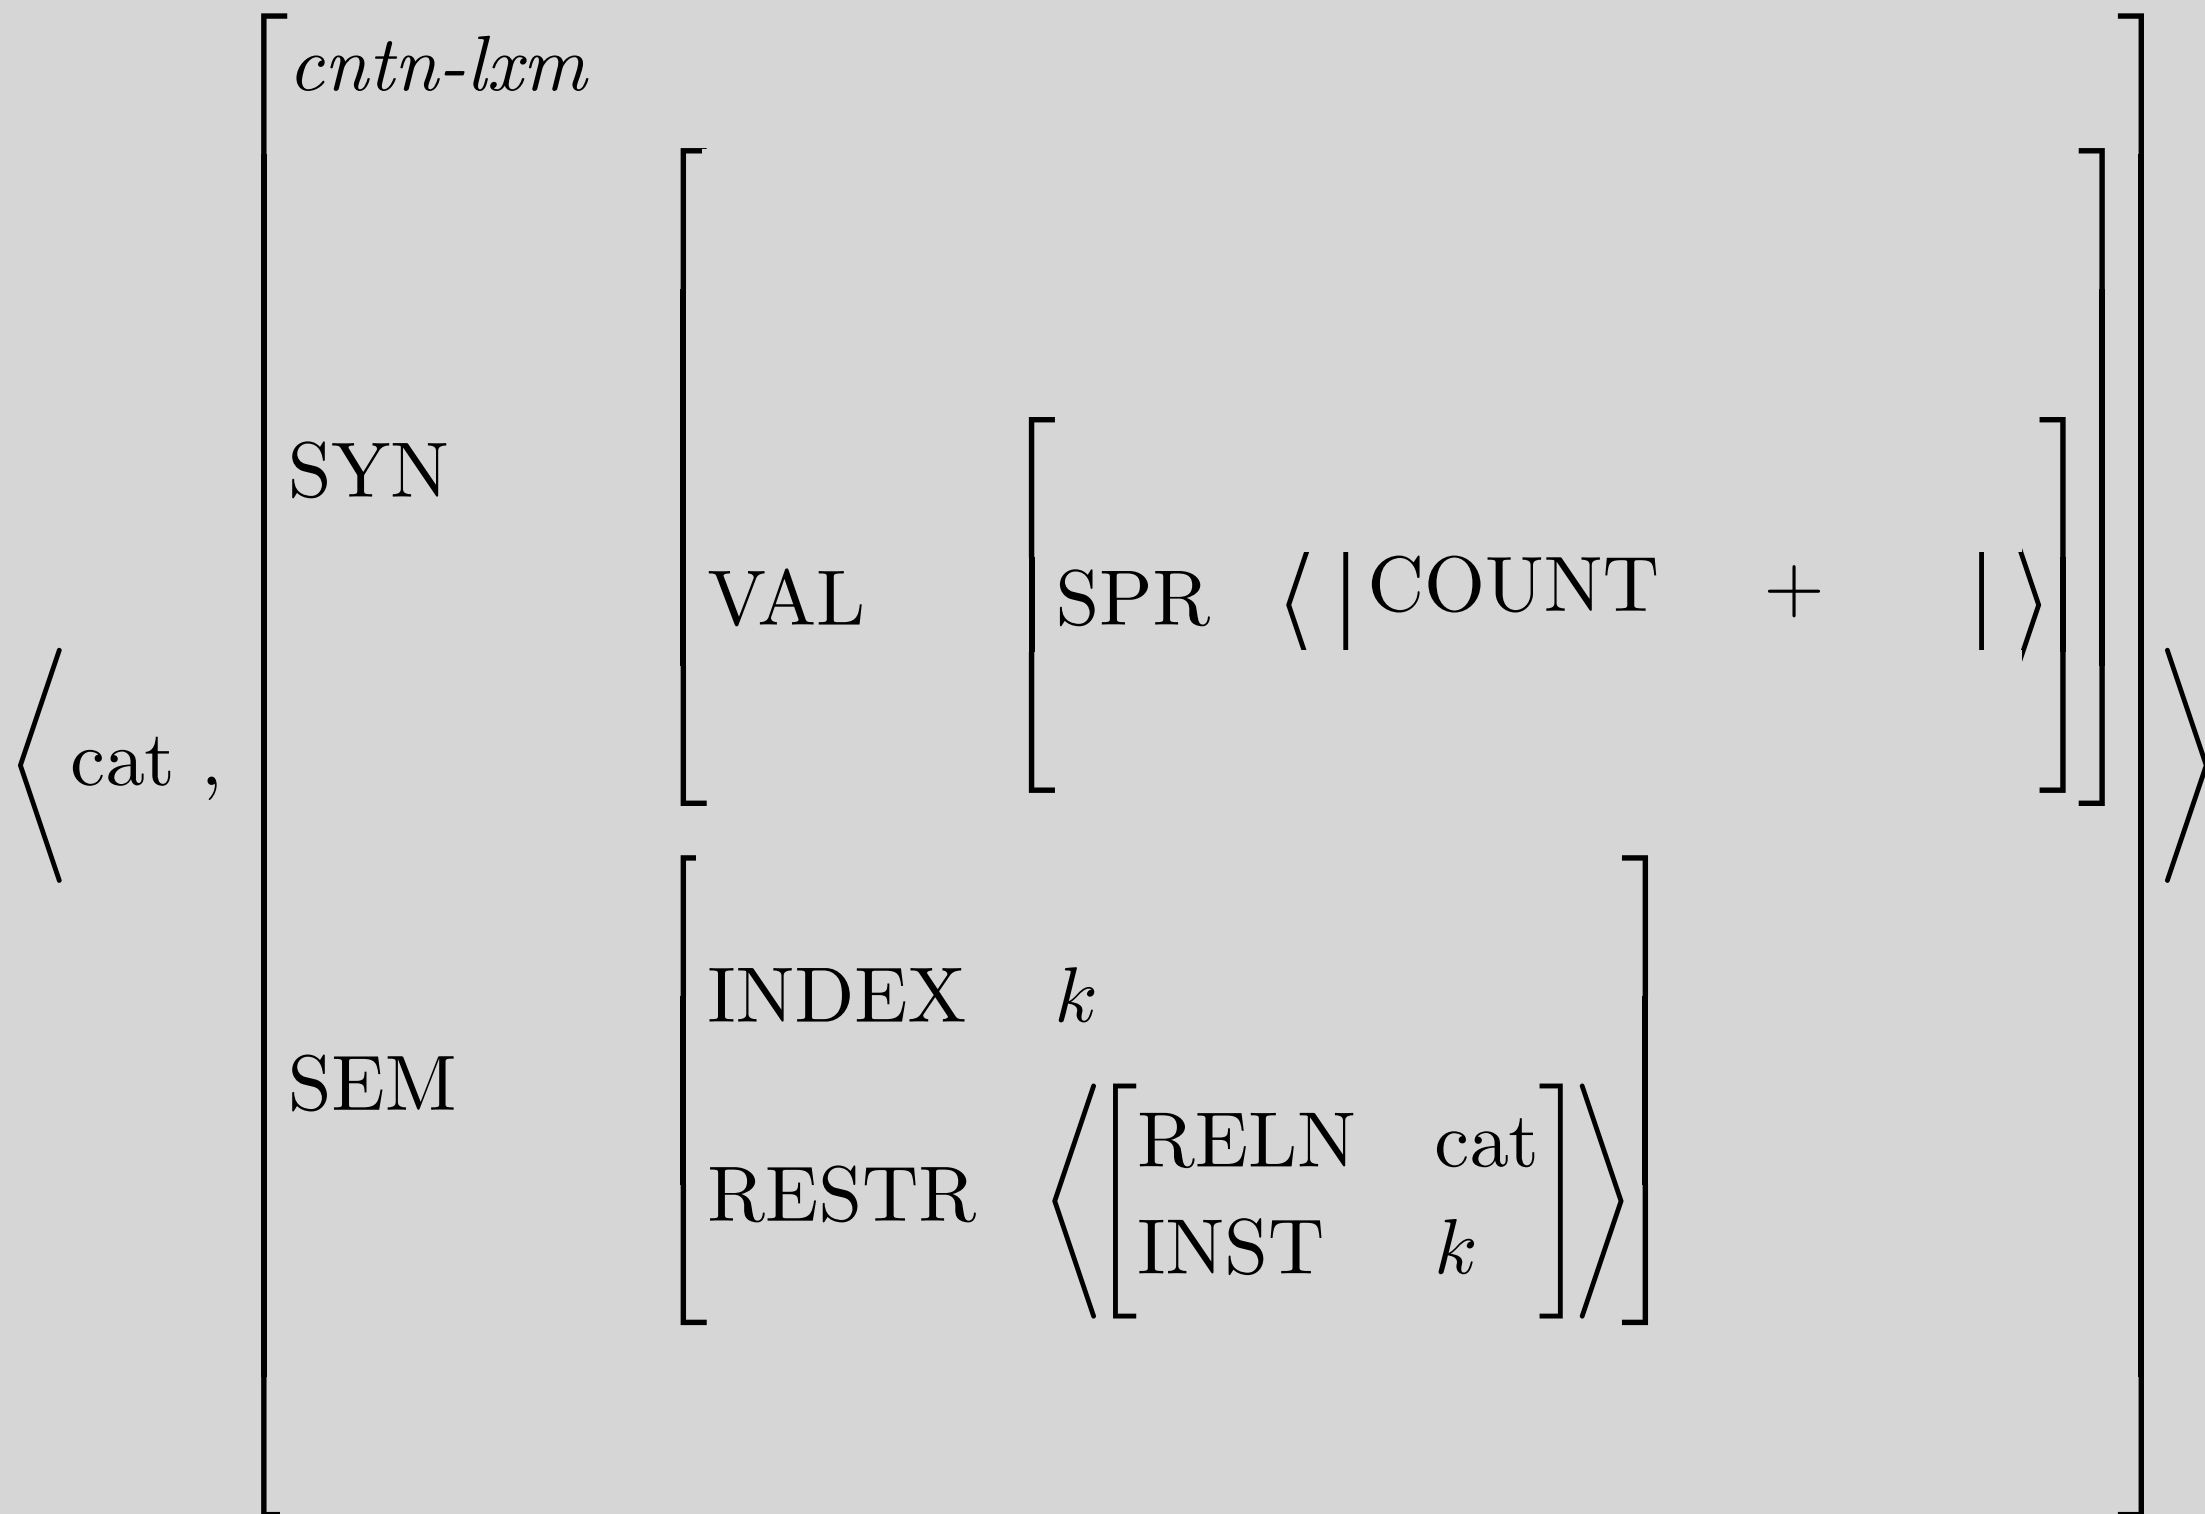 cntn-lxm
SYN
VAL SPR ⟨ | COUNT + | ⟩
⟨ cat ,
INDEX k
SEM
RELN cat
RESTR
INST k